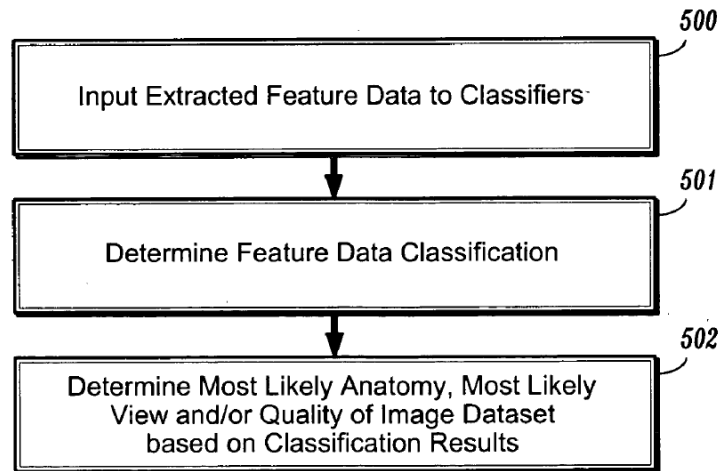 500
Input Extracted Feature Data to Classifiers
501
Determine Feature Data Classification
502
Determine Most Likely Anatomy, Most Likely
View and/or Quality of Image Dataset
based on Classification Results